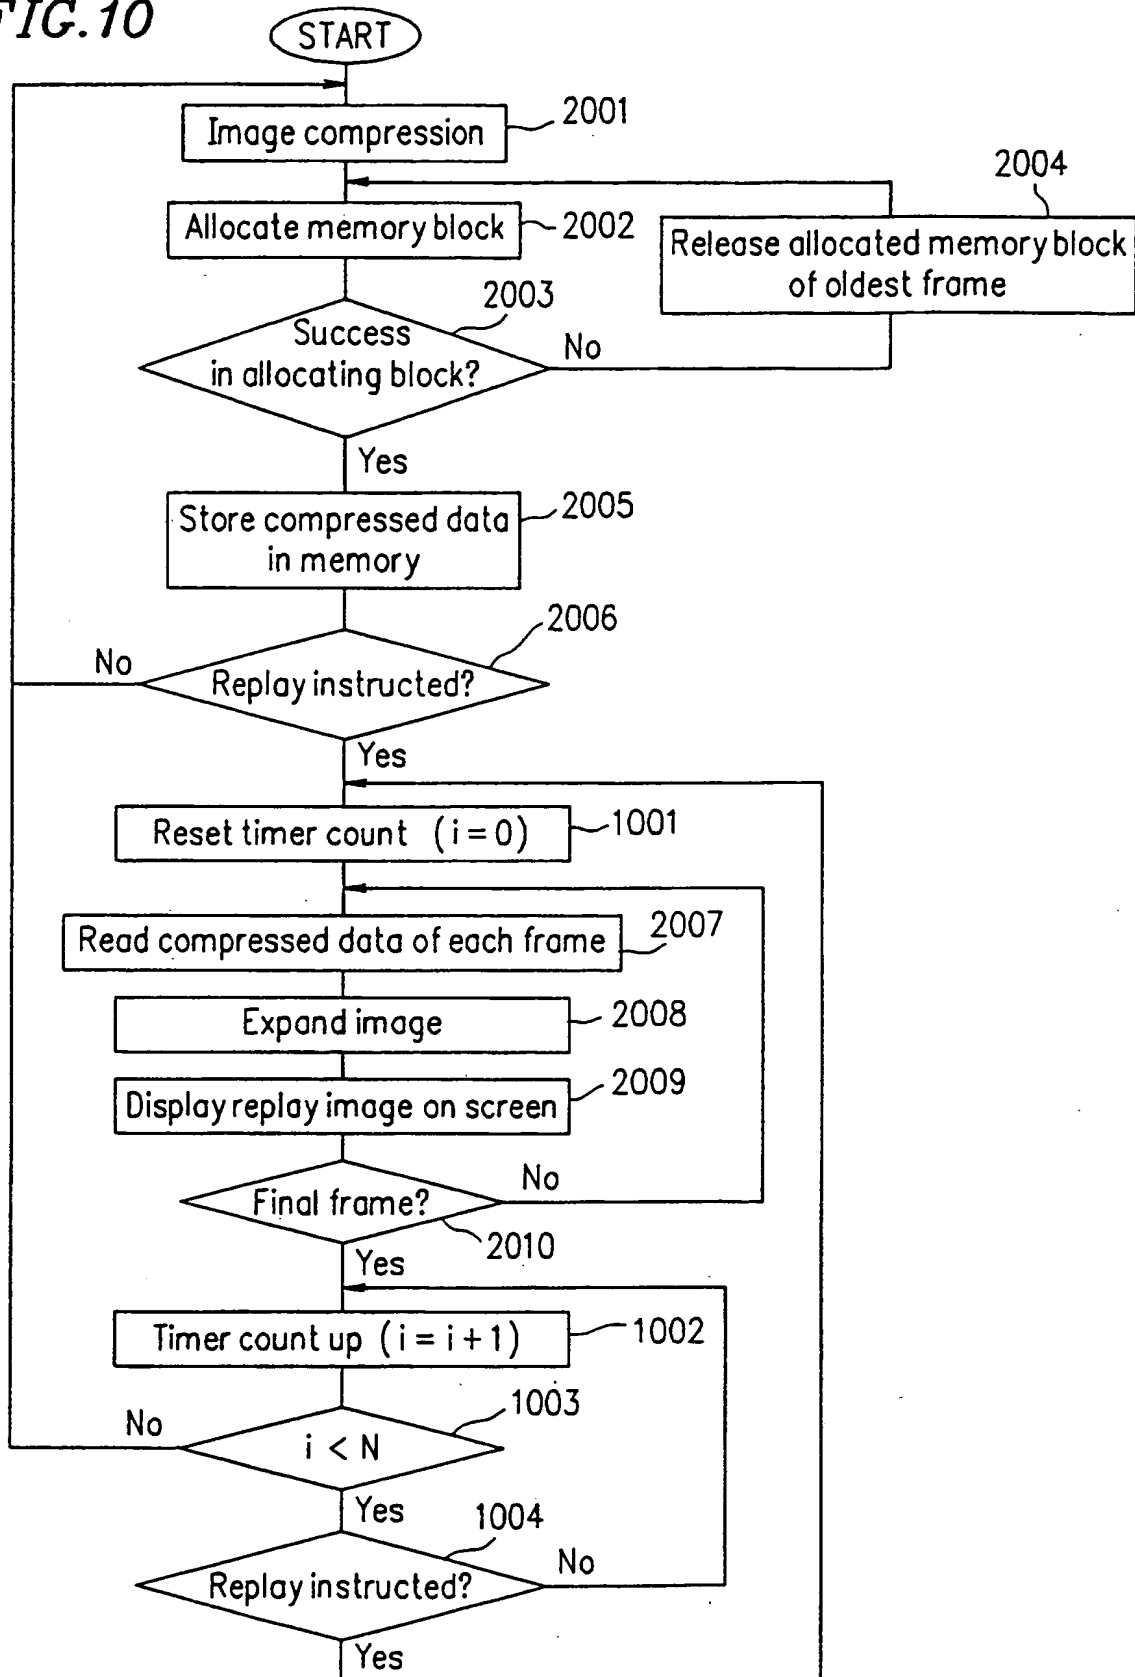 FIG.10
START
Image compression
2001
2004
Allocate memory block
2002
Release allocated memory block
of oldest frame
2003
Success
in allocating block?
No
Yes
Store compressed data
in memory
2005
2006
No
Replay instructed?
Yes
Reset timer count (i = 0)
1001
Read compressed data of each frame
2007
Expand image
2008
Display replay image on screen
2009
Final frame?
No
2010
Yes
Timer count up (i = i + 1)
1002
1003
No
i < N
Yes
1004
Replay instructed?
No
Yes